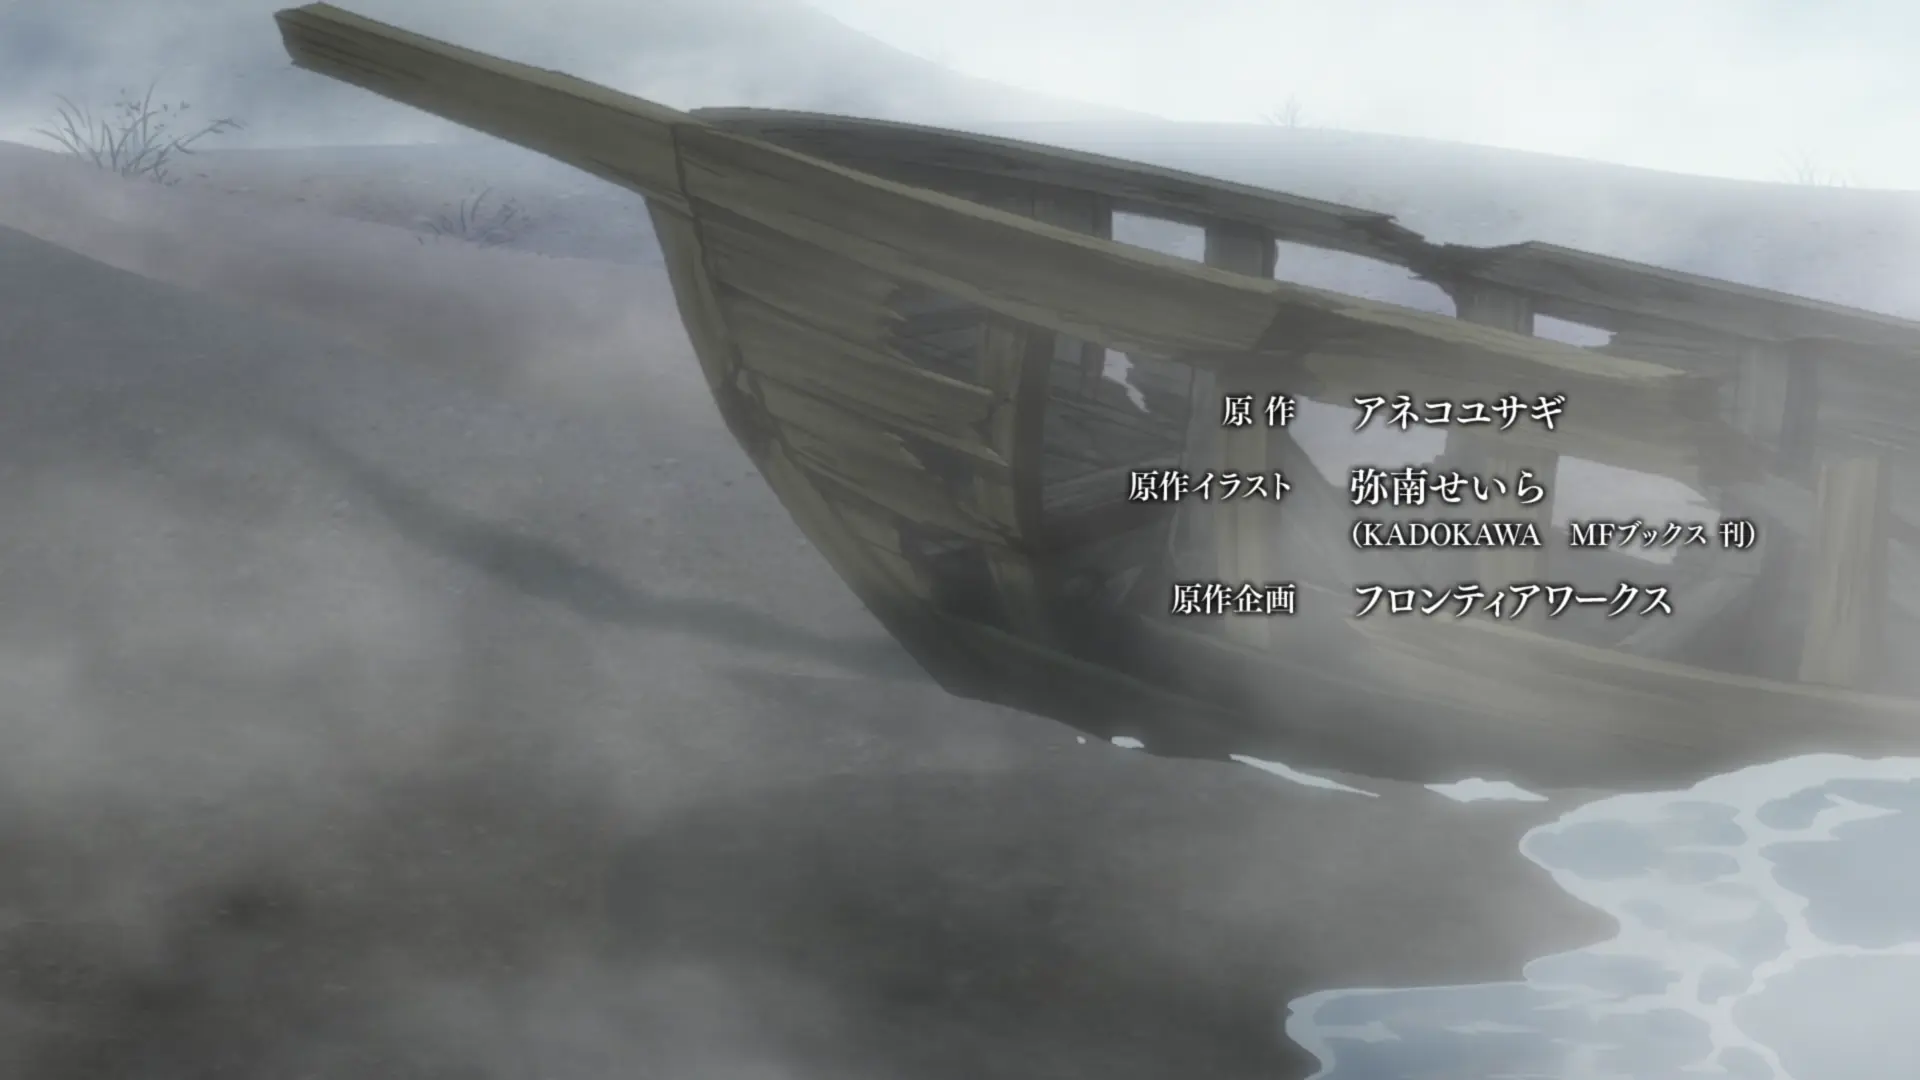 原作 アネコユサギ
原作イラスト 弥南せいら
（KADOKAWA　MFブックス 刊）
原作企画 フロンティアワークス